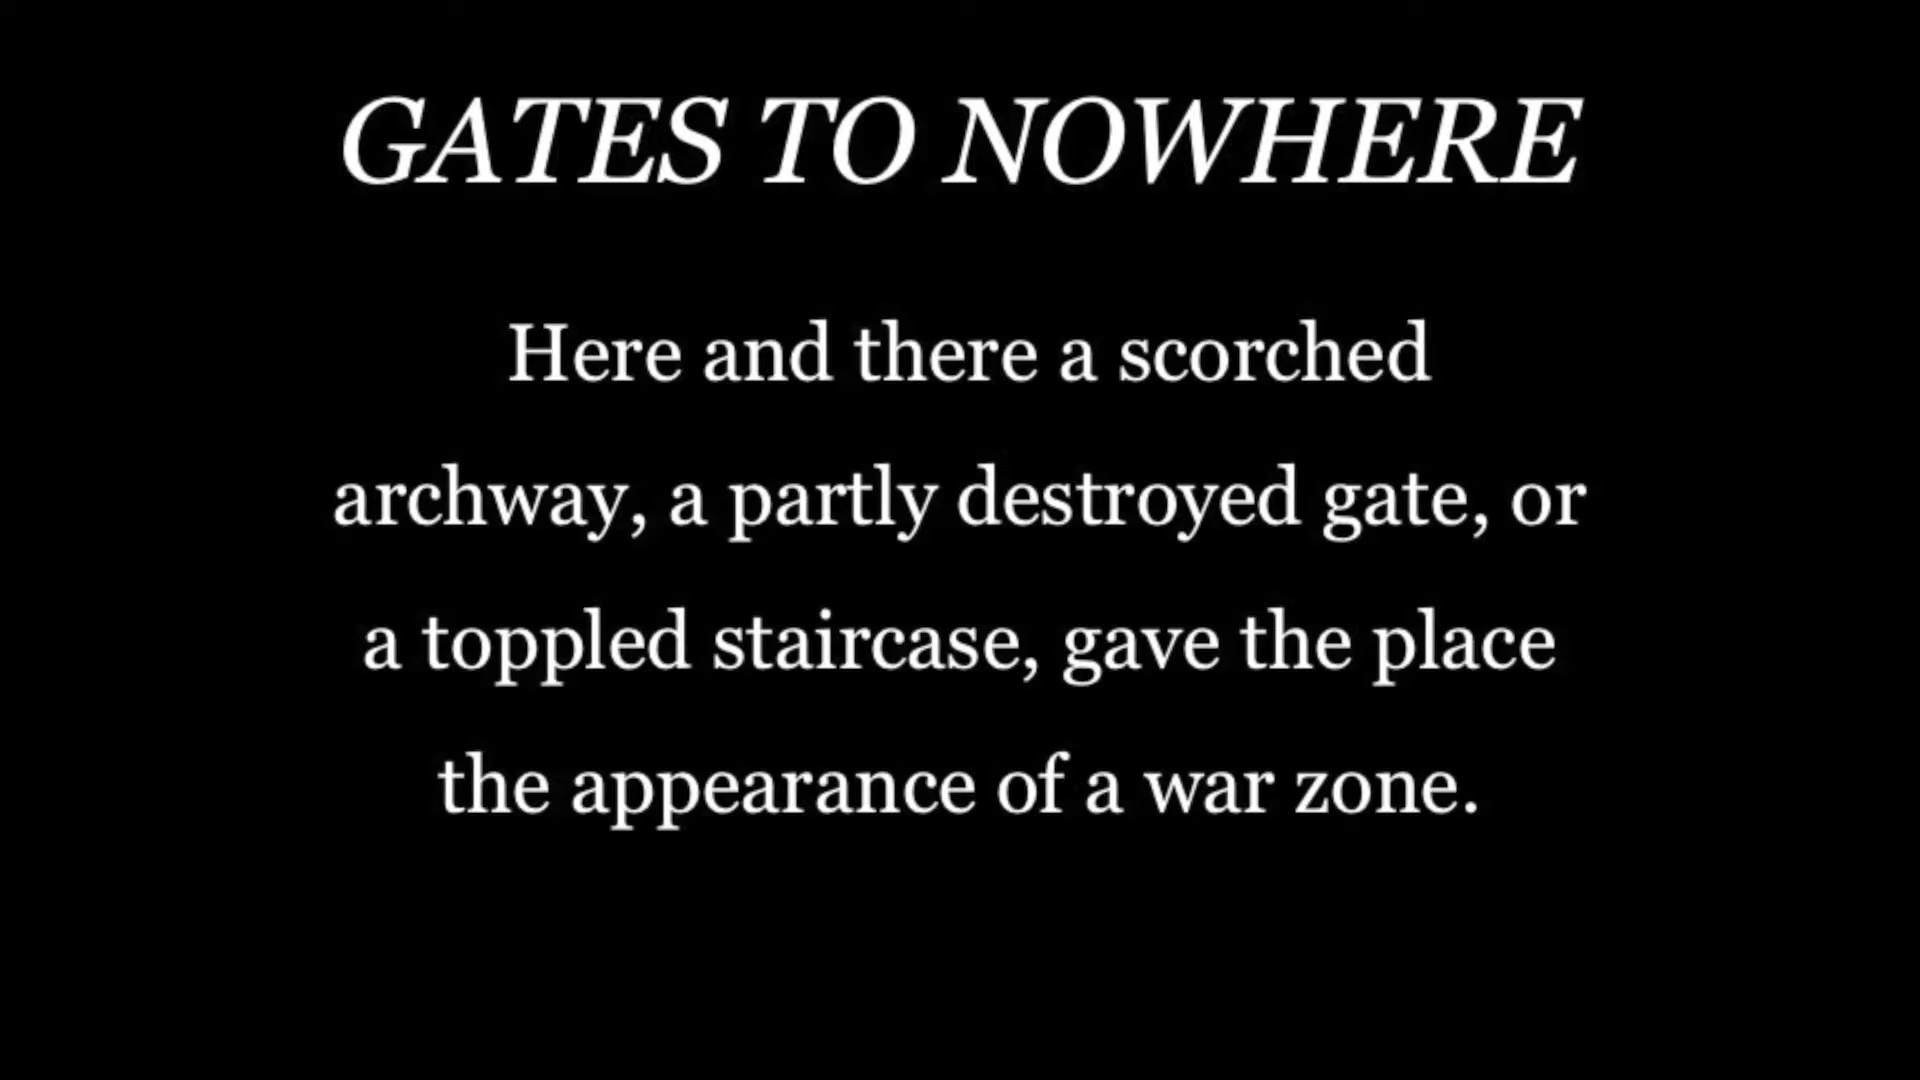 GATES TO NOWHERE
Here and there a scorched
archway, a partly destroyed gate, or
a toppled staircase, gave the place
the appearance of a war zone.